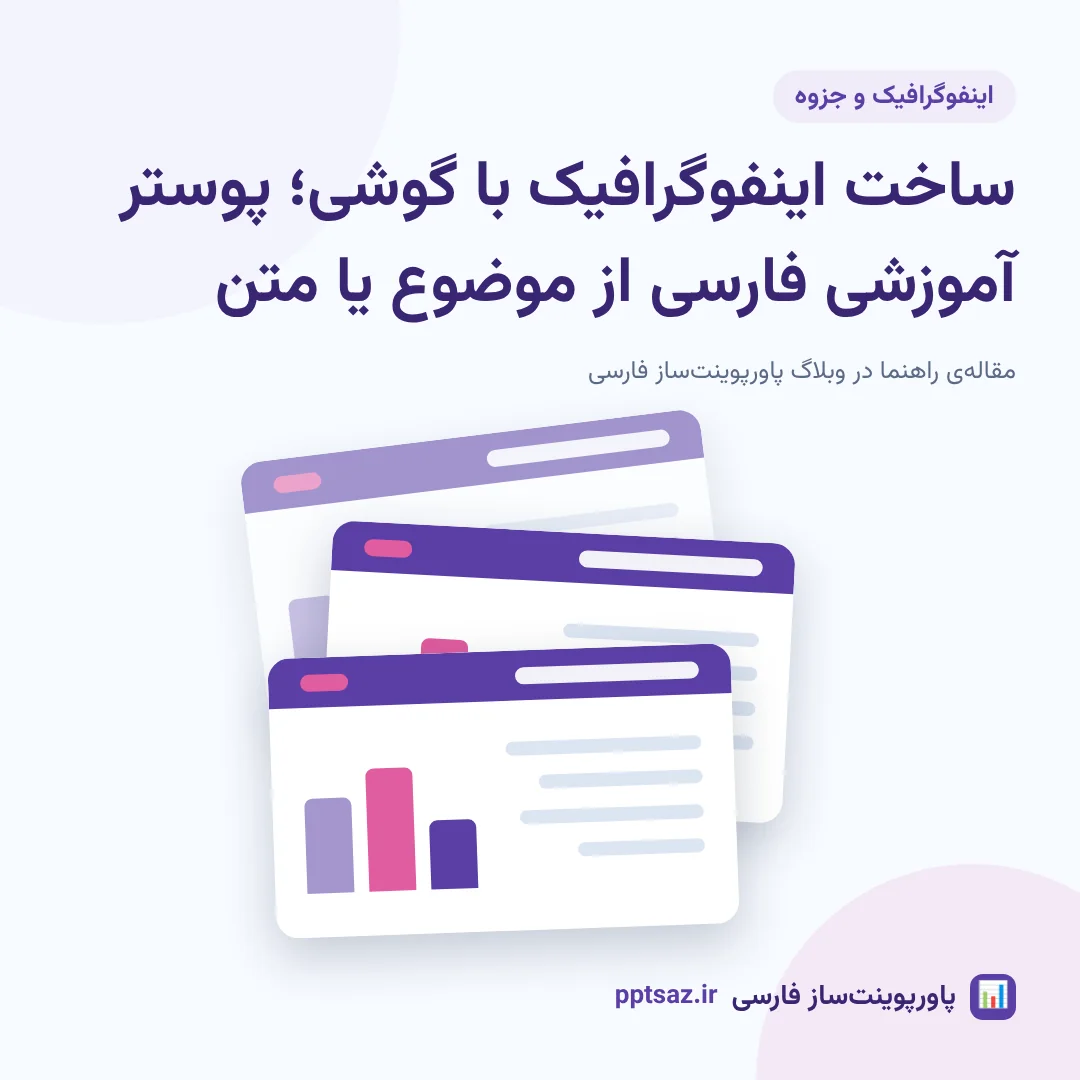 اینفوگرافیک و جزوه
ساخت اینفوگرافیک با گوشی؛ پوستر
آموزشی فارسی از موضوع یا متن
مقاله‌ی راهنما در وبلاگ پاورپوینت‌ساز فارسی
پاورپوینت‌ساز فارسی pptsaz.ir